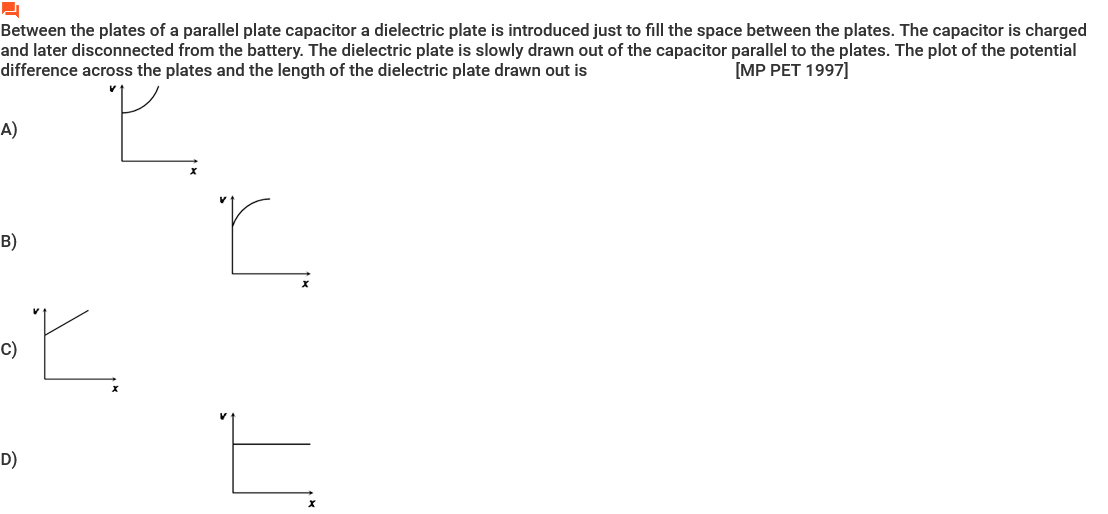 Between the plates of a parallel plate capacitor a dielectric plate is introduced just to fill the space between the plates. The capacitor is charged
and later disconnected from the battery. The dielectric plate is slowly drawn out of the capacitor parallel to the plates. The plot of the potential
difference across the plates and the length of the dielectric plate drawn out is [MP PET 1997]
V
A)
x
V
B)
x
V
C)
x
V
D)
x